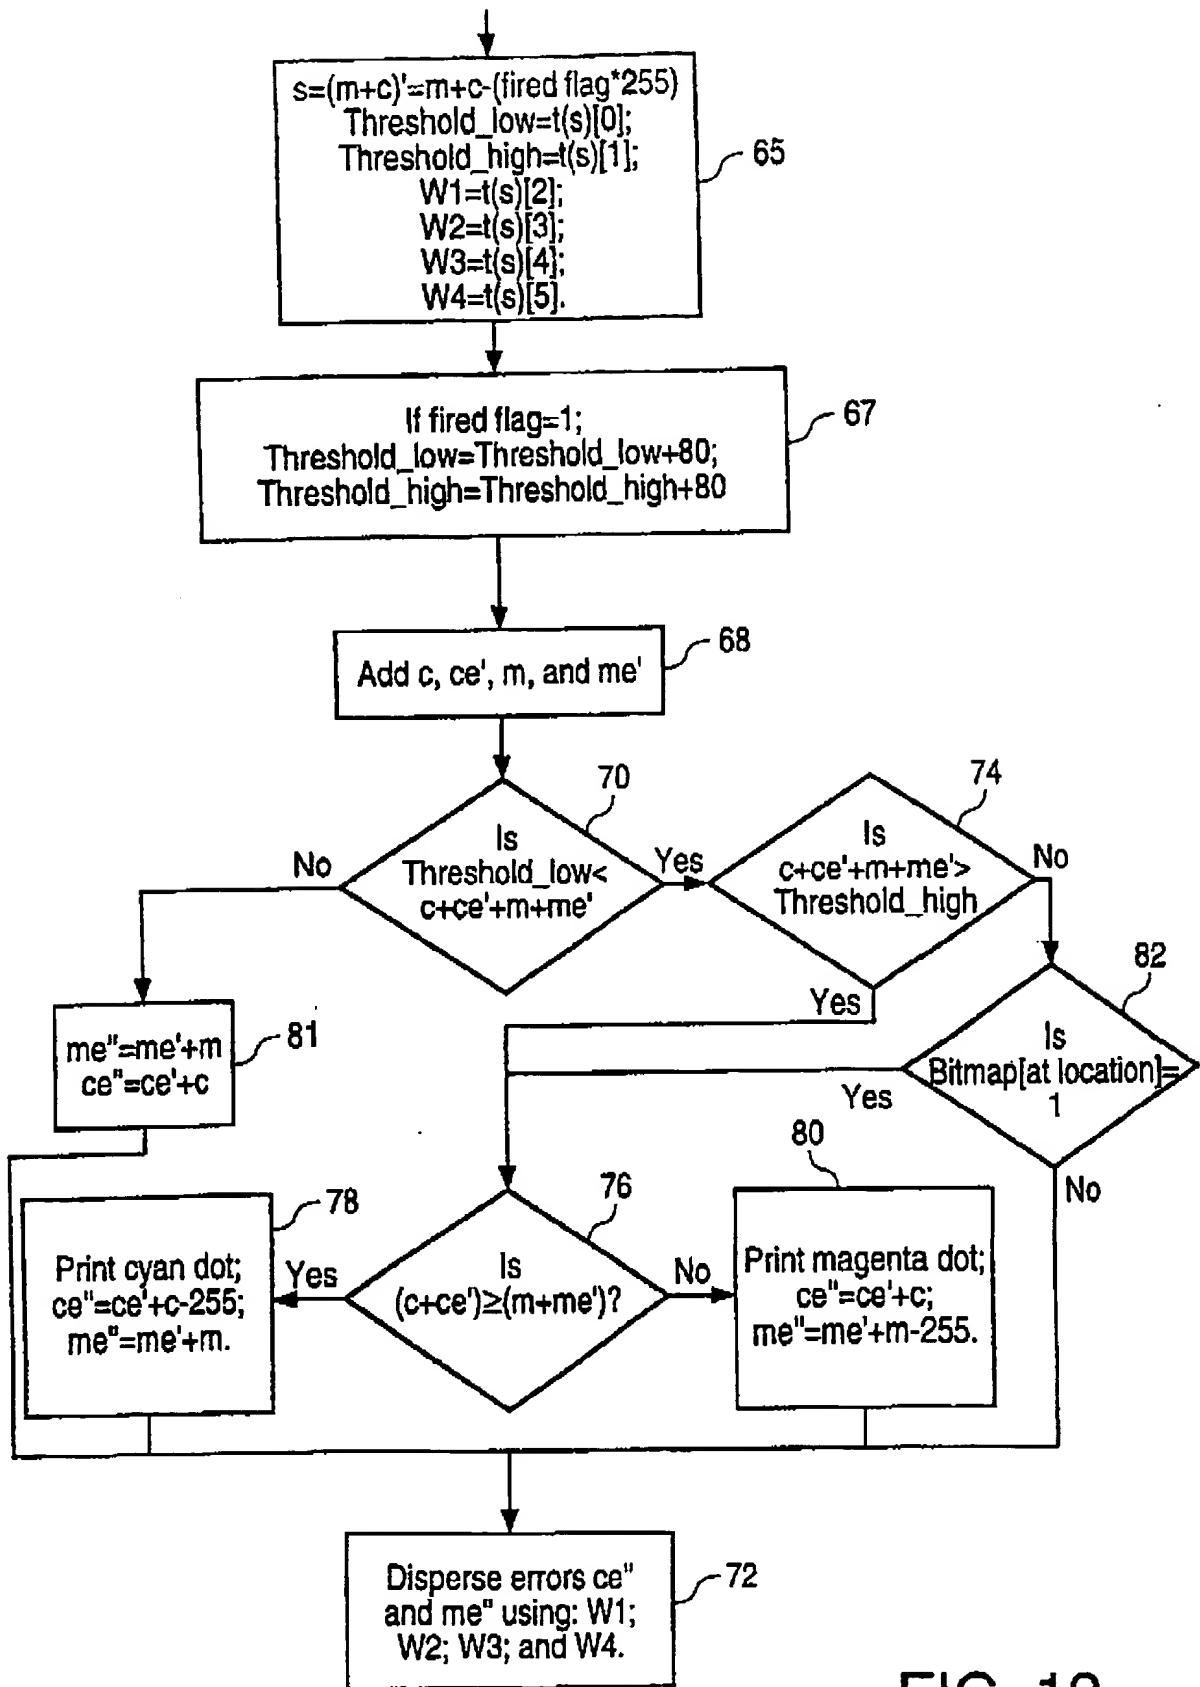 s=(m+c)'=m+c-(fired flag*255)
Threshold_low=t(s)[0];
Threshold_high=t(s)[1];
W1=t(s)[2];
W2=t(s)[3];
W3=t(s)[4];
W4=t(s)[5].
65
If fired flag=1;
Threshold_low=Threshold_low+80;
Threshold_high=Threshold_high+80
67
Add c, ce', m, and me'
68
70
Is
Threshold_low<
c+ce'+m+me'
No
Yes
74
Is
c+ce'+m+me'>
Threshold_high
No
Yes
82
Is
Bitmap[at location]=
1
Yes
No
me"=me'+m
ce"=ce'+c
81
78
Print cyan dot;
ce"=ce'+c-255;
me"=me'+m.
Yes
76
Is
(c+ce')≥(m+me')?
No
80
Print magenta dot;
ce"=ce'+c;
me"=me'+m-255.
Disperse errors ce"
and me" using: W1;
W2; W3; and W4.
72
FIG.